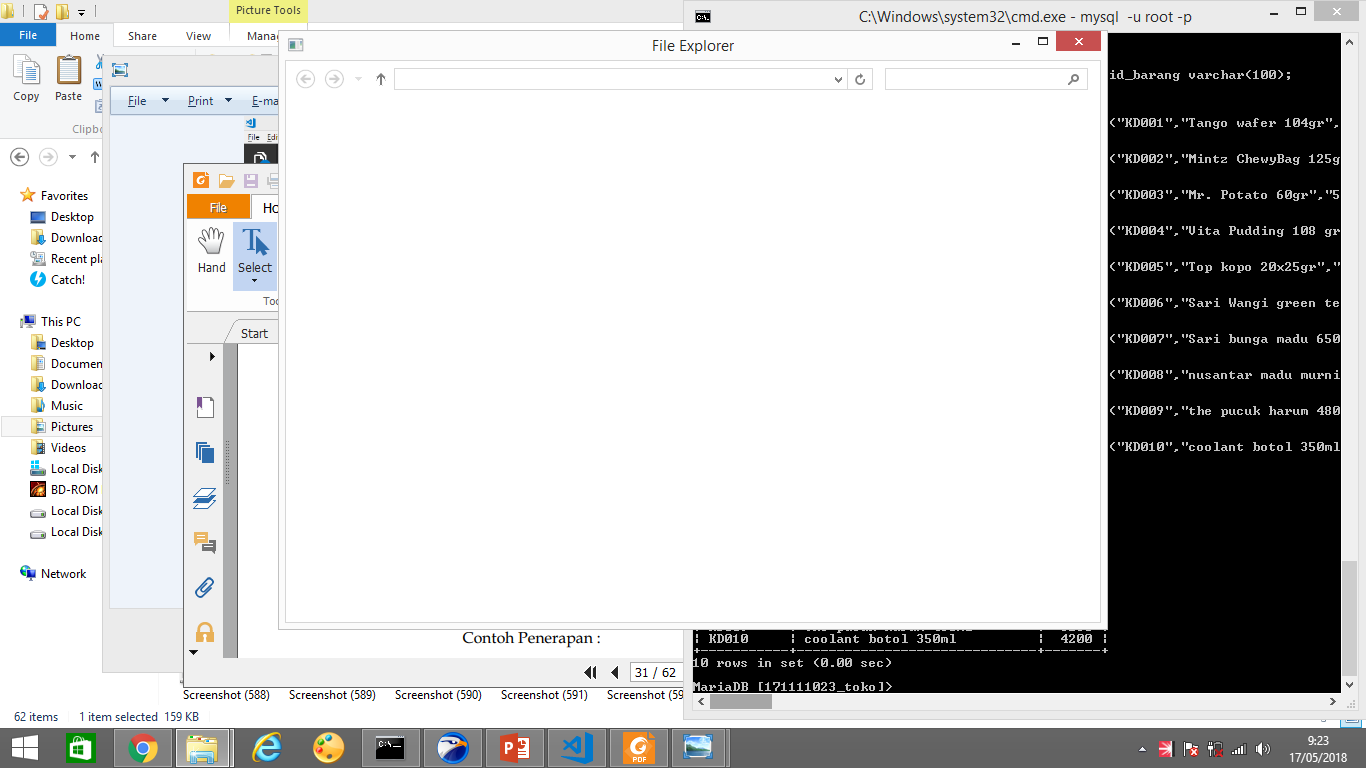 Picture Tools
File
Home
Share
View
Manag
Copy
Paste
Clipbo
Favorites
Desktop
Download
Recent pla
Catch!
This PC
Desktop
Documen
Download
Music
Pictures
Videos
Local Disk
BD-ROM
Local Disk
Local Disk
Network
File
Print
E-ma
File
Edi
File
Ho
Hand
Select
Too
Start
Contoh Penerapan :
31 / 62
File Explorer
C:\Windows\system32\cmd.exe - mysql -u root -p
id_barang varchar(100);
("KD001","Tango wafer 104gr",
("KD002","Mintz ChewyBag 125g
("KD003","Mr. Potato 60gr","5
("KD004","Vita Pudding 108 gr
("KD005","Top kopo 20x25gr","
("KD006","Sari Wangi green te
("KD007","Sari bunga madu 650
("KD008","nusantar madu murni
("KD009","the pucuk harum 480
("KD010","coolant botol 350ml
| KD010 | coolant botol 350ml | 4200 |
10 rows in set (0.00 sec)
MariaDB [171111023_toko]>
Screenshot (588)
Screenshot (589)
Screenshot (590)
Screenshot (591)
Screenshot (59
62 items
1 item selected 159 KB
PDF
9:23
17/05/2018